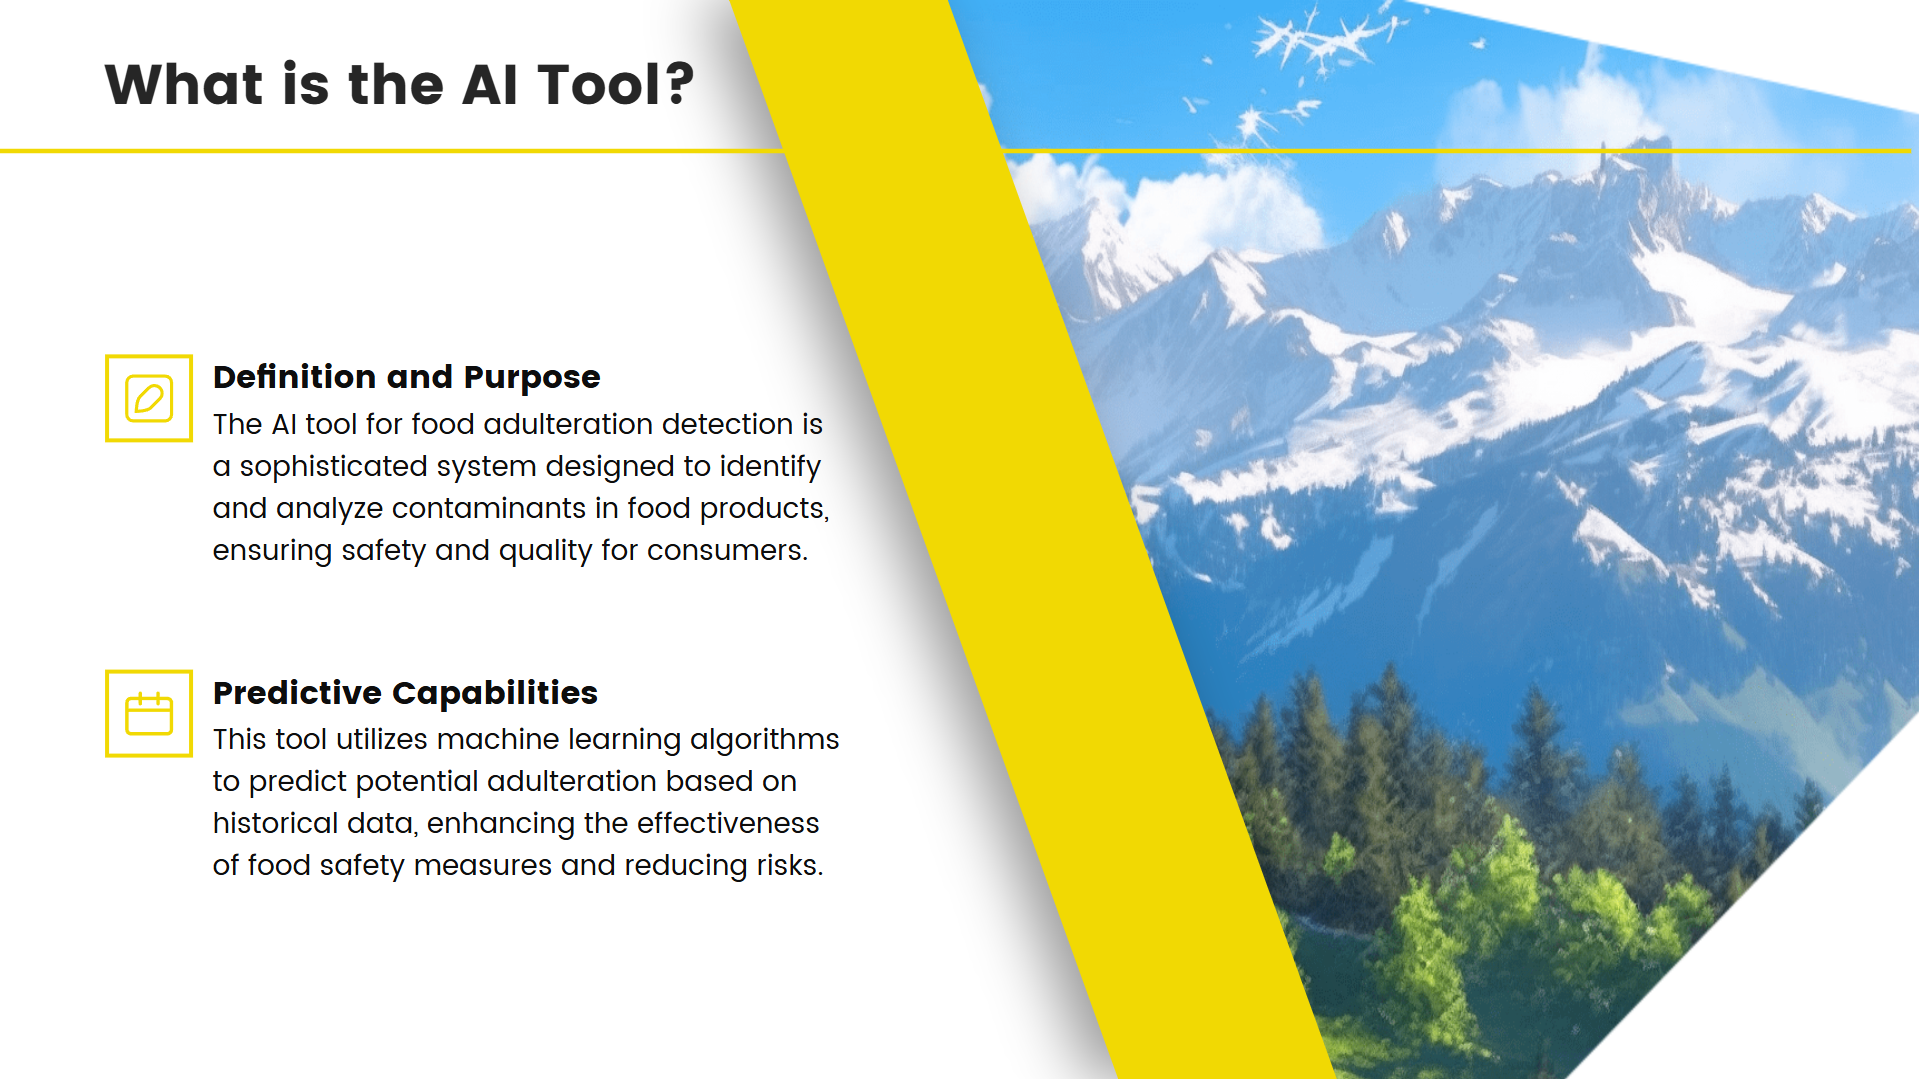 What is the AI Tool?
Definition and Purpose
The AI tool for food adulteration detection is
a sophisticated system designed to identify
and analyze contaminants in food products,
ensuring safety and quality for consumers.
Predictive Capabilities
This tool utilizes machine learning algorithms
to predict potential adulteration based on
historical data, enhancing the effectiveness
of food safety measures and reducing risks.